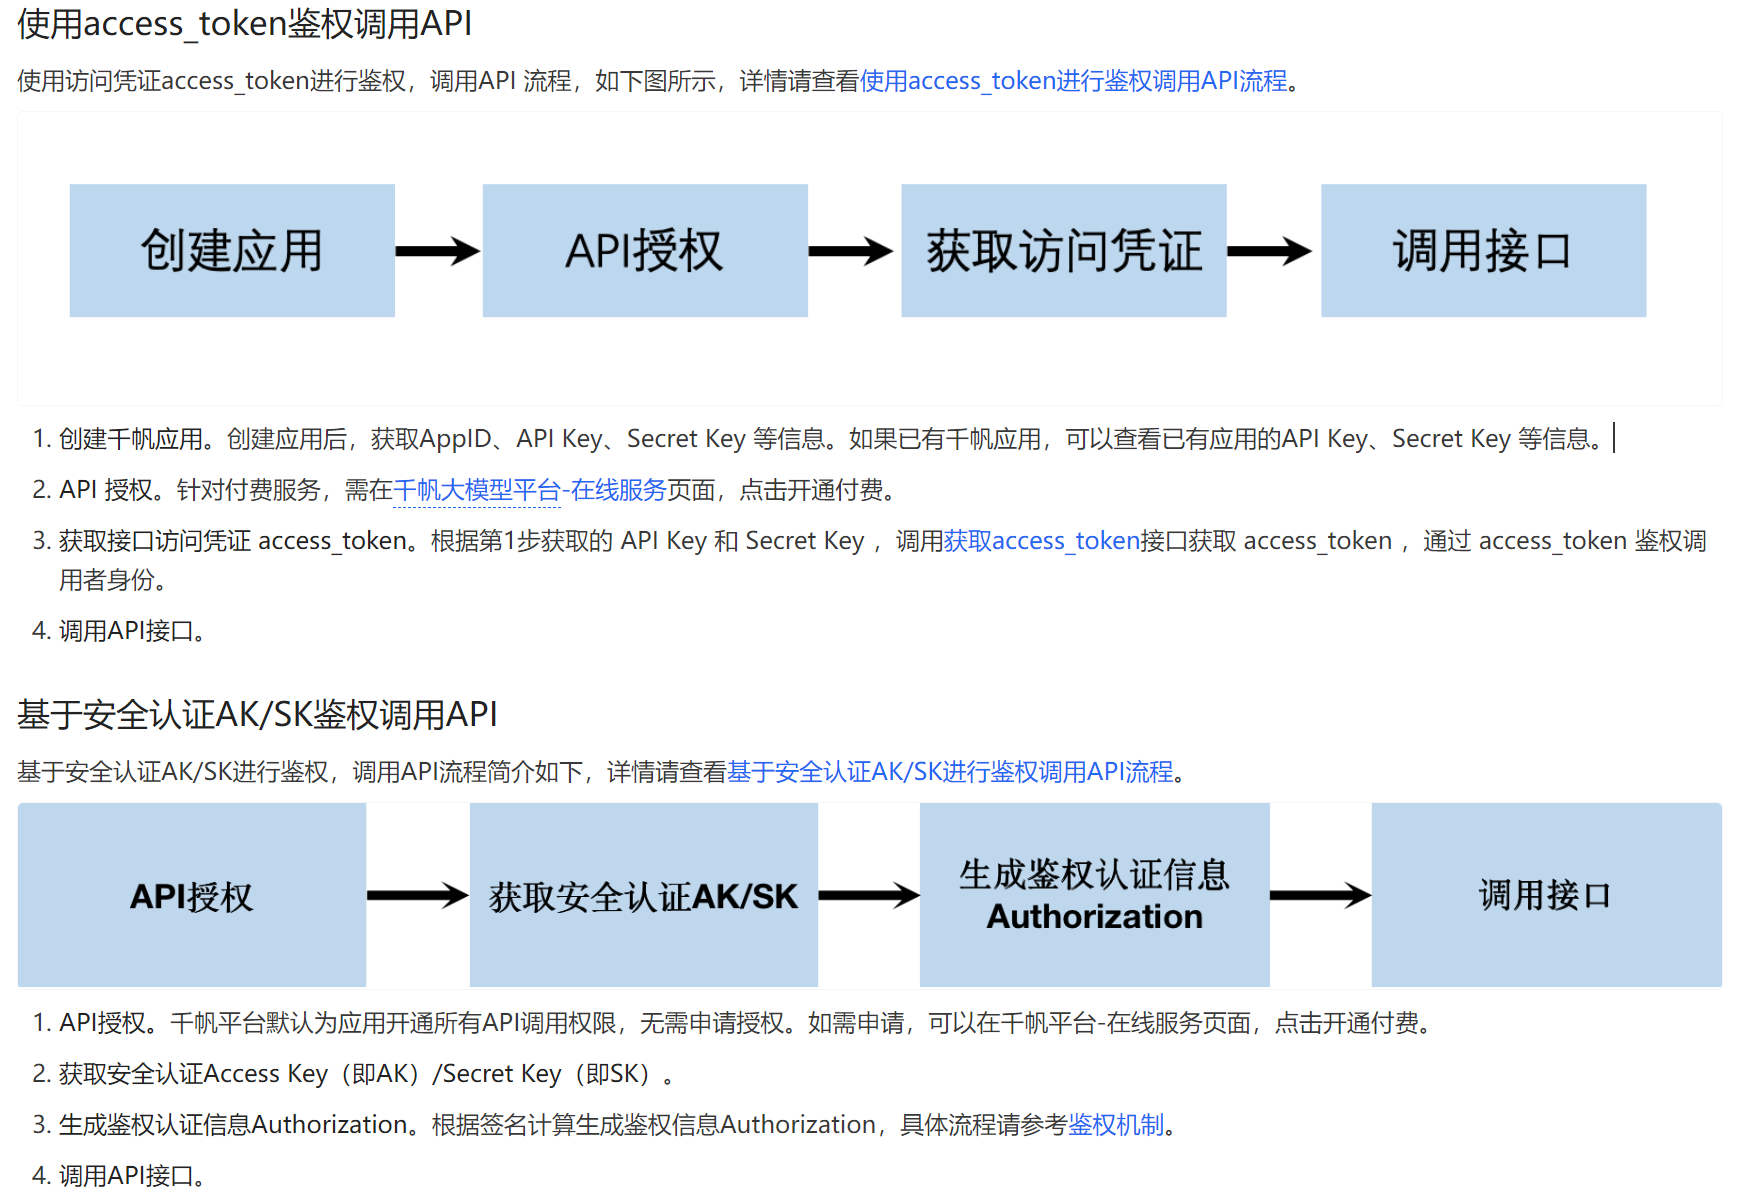 使用access_token鉴权调用API
使用访问凭证access_token进行鉴权，调用API 流程，如下图所示，详情请查看使用access_token进行鉴权调用API流程。
创建应用
API授权
获取访问凭证
调用接口
1. 创建千帆应用。创建应用后，获取AppID、API Key、Secret Key 等信息。如果已有千帆应用，可以查看已有应用的API Key、Secret Key 等信息。
2. API 授权。针对付费服务，需在千帆大模型平台-在线服务页面，点击开通付费。
3. 获取接口访问凭证 access_token。根据第1步获取的 API Key 和 Secret Key ，调用获取access_token接口获取 access_token ，通过 access_token 鉴权调
用者身份。
4. 调用API接口。
基于安全认证AK/SK鉴权调用API
基于安全认证AK/SK进行鉴权，调用API流程简介如下，详情请查看基于安全认证AK/SK进行鉴权调用API流程。
API授权
获取安全认证AK/SK
生成鉴权认证信息
Authorization
调用接口
1. API授权。千帆平台默认为应用开通所有API调用权限，无需申请授权。如需申请，可以在千帆平台-在线服务页面，点击开通付费。
2. 获取安全认证Access Key（即AK）/Secret Key（即SK）。
3. 生成鉴权认证信息Authorization。根据签名计算生成鉴权信息Authorization，具体流程请参考鉴权机制。
4. 调用API接口。